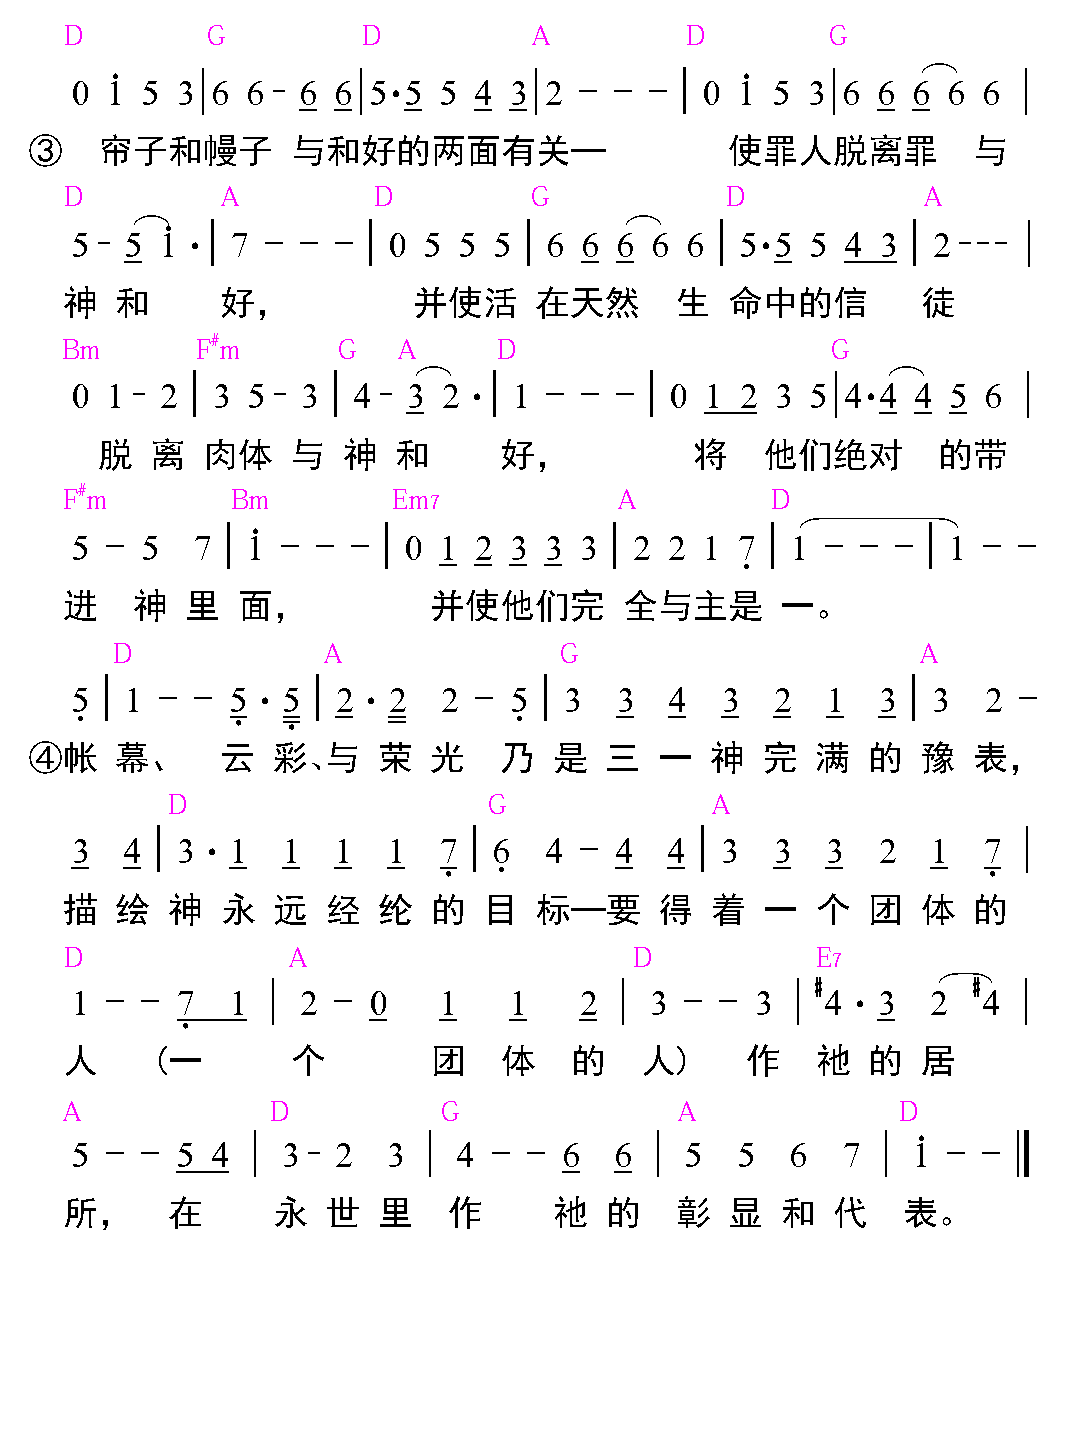 D G D A D G
0 i 5 3 | 6 6 - 6 6 | 5 · 5 5 4 3 | 2 - - - | 0 i 5 3 | 6 6 6 6 6 |
③ 帘子和幔子 与和好的两面有关— 使罪人脱离罪 与
D A D G D A
5 - 5 i · | 7 - - - | 0 5 5 5 | 6 6 6 6 6 | 5 · 5 5 4 3 | 2 - - - |
神 和 好， 并使活 在天然 生 命中的信 徒
Bm F#m G A D G
0 1 - 2 | 3 5 - 3 | 4 - 3 2 · | 1 - - - | 0 1 2 3 5 | 4 · 4 4 5 6 |
脱 离 肉体 与 神 和 好， 将 他们绝对 的带
F#m Bm Em7 A D
5 - 5 7 | i - - - | 0 1 2 3 3 3 | 2 2 1 7 | 1 - - - | 1 - -
进 神 里 面， 并使他们完 全与主是 一。
D A G A
5 | 1 - - 5 · 5 | 2 · 2 2 - 5 | 3 3 4 3 2 1 3 | 3 2 -
④帐 幕、 云 彩、与 荣 光 乃 是 三 一 神 完 满 的 豫 表，
D G A
3 4 | 3 · 1 1 1 1 7 | 6 4 - 4 4 | 3 3 3 2 1 7 |
描 绘 神 永 远 经 纶 的 目 标—要 得 着 一 个 团 体 的
D A D E7
1 - - 7 1 | 2 - 0 1 1 2 | 3 - - 3 | #4 · 3 2 #4 |
人 (一 个 团 体 的 人) 作 祂 的 居
A D G A D
5 - - 5 4 | 3 - 2 3 | 4 - - 6 6 | 5 5 6 7 | i - - ‖
所， 在 永 世 里 作 祂 的 彰 显 和 代 表。